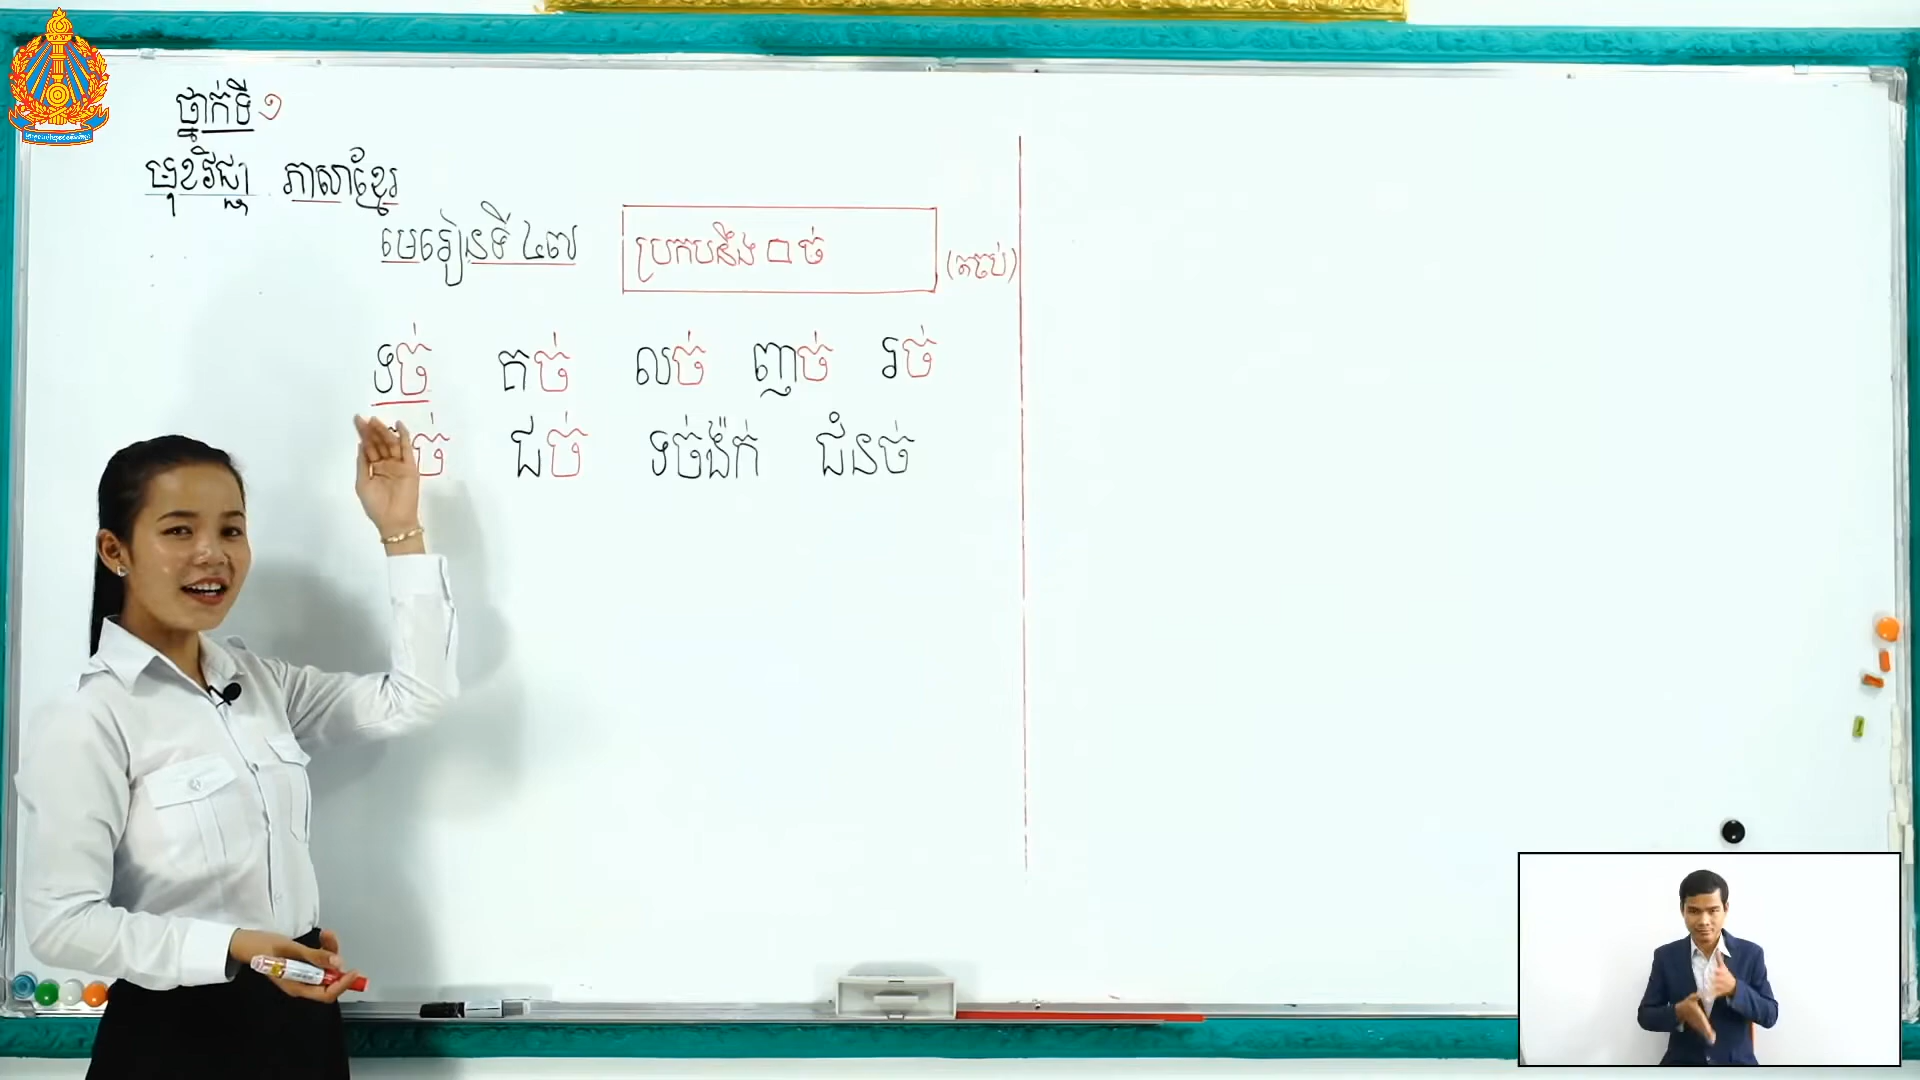 ថ្នាក់ទី ១
មុខវិជ្ជា ភាសាខ្មែរ
មេរៀនទី ៤៧ ប្រកបនឹង □ ច់ (តចប់)
ទច់ គច់ លច់ ញច់ រច់
ជច់ ទច់ង៉ក់ ជំនច់